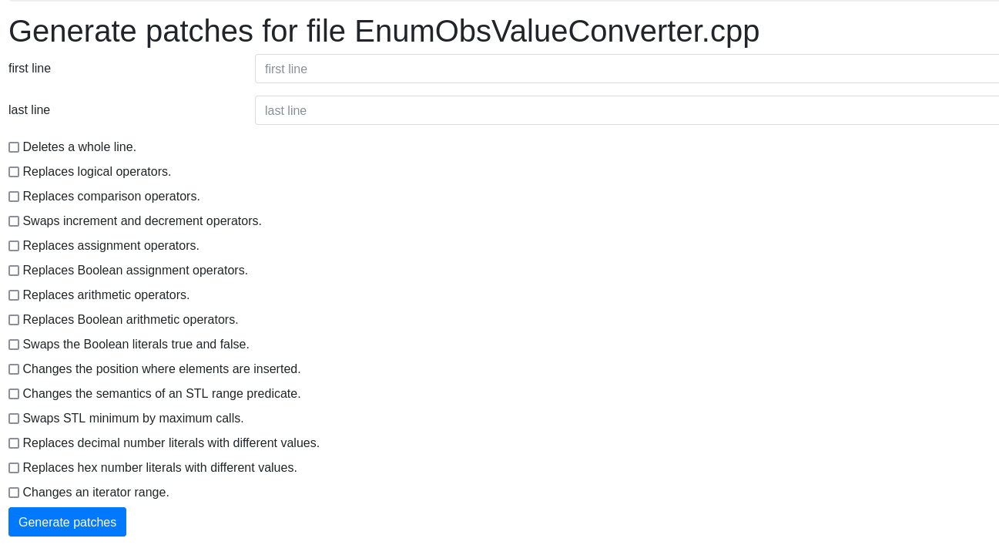 Generate patches for file EnumObsValueConverter.cpp
first line
first line
last line
last line
Deletes a whole line.
Replaces logical operators.
Replaces comparison operators.
Swaps increment and decrement operators.
Replaces assignment operators.
Replaces Boolean assignment operators.
Replaces arithmetic operators.
Replaces Boolean arithmetic operators.
Swaps the Boolean literals true and false.
Changes the position where elements are inserted.
Changes the semantics of an STL range predicate.
Swaps STL minimum by maximum calls.
Replaces decimal number literals with different values.
Replaces hex number literals with different values.
Changes an iterator range.
Generate patches